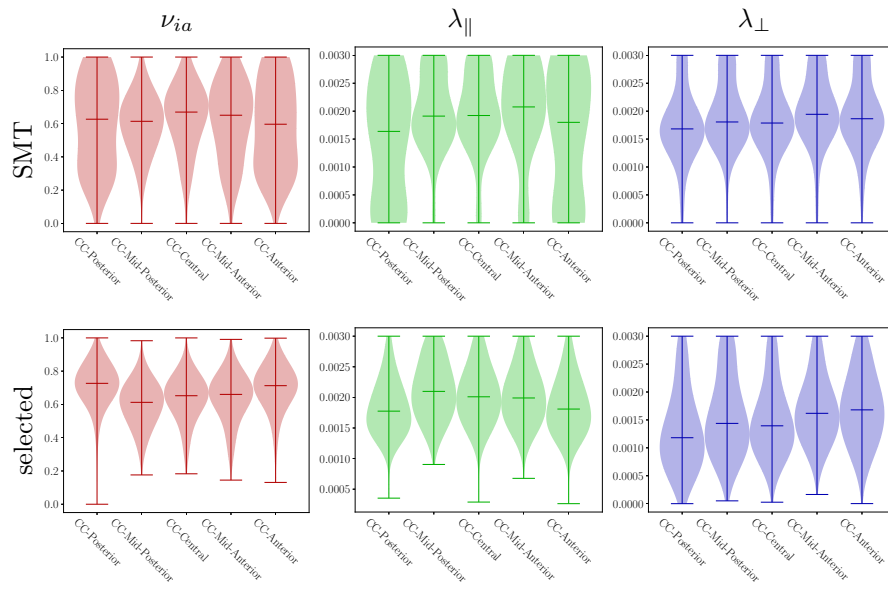 ν_{ia} λ_∥ λ_⊥
SMT
1.0
0.8
0.6
0.4
0.2
0.0
CC-Posterior
CC-Mid-Posterior
CC-Central
CC-Mid-Anterior
CC-Anterior
0.0030
0.0025
0.0020
0.0015
0.0010
0.0005
0.0000
CC-Posterior
CC-Mid-Posterior
CC-Central
CC-Mid-Anterior
CC-Anterior
0.0030
0.0025
0.0020
0.0015
0.0010
0.0005
0.0000
CC-Posterior
CC-Mid-Posterior
CC-Central
CC-Mid-Anterior
CC-Anterior
selected
1.0
0.8
0.6
0.4
0.2
0.0
CC-Posterior
CC-Mid-Posterior
CC-Central
CC-Mid-Anterior
CC-Anterior
0.0030
0.0025
0.0020
0.0015
0.0010
0.0005
CC-Posterior
CC-Mid-Posterior
CC-Central
CC-Mid-Anterior
CC-Anterior
0.0030
0.0025
0.0020
0.0015
0.0010
0.0005
0.0000
CC-Posterior
CC-Mid-Posterior
CC-Central
CC-Mid-Anterior
CC-Anterior